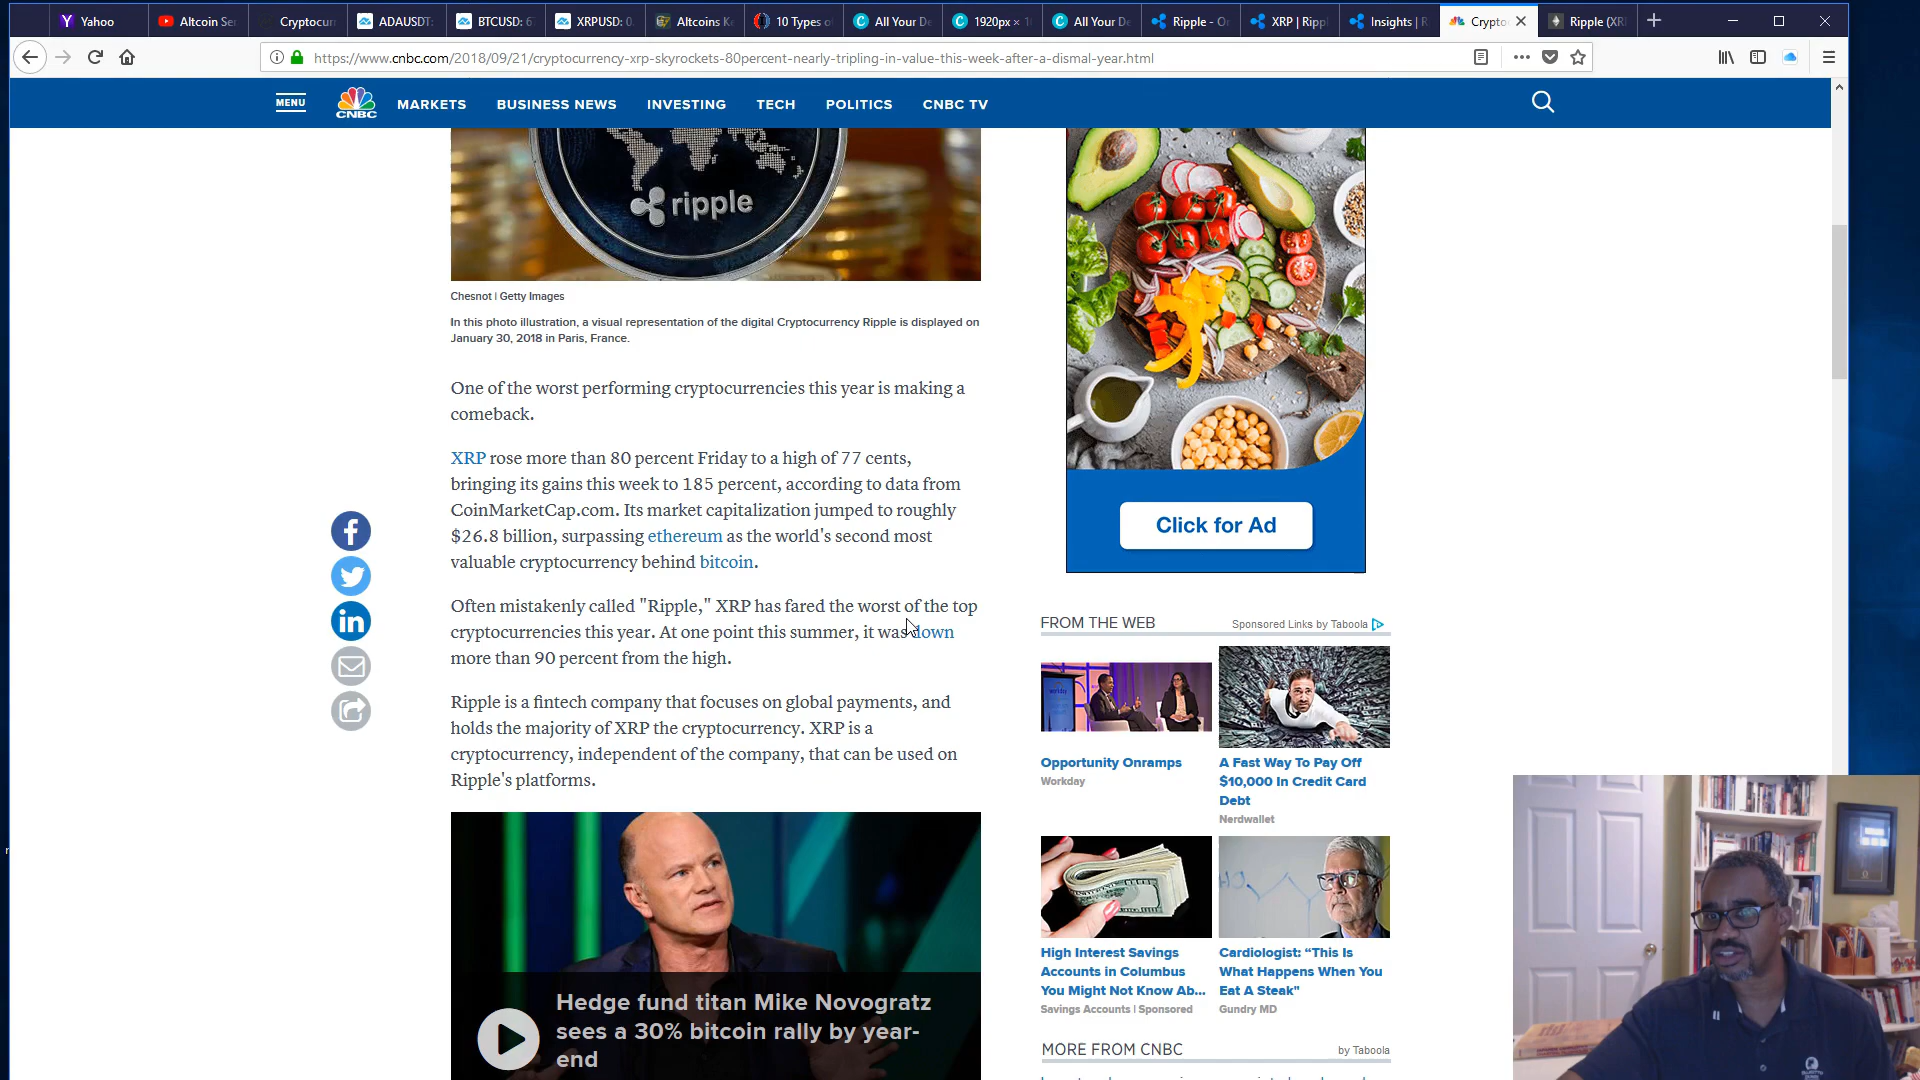 Yahoo
Altcoin Se
Cryptocurr
ADAUSDT:
BTCUSD: 6
XRPUSD: 0.
Altcoins Ke
10 Types o
All Your De
1920px × 1
All Your De
Ripple - O
XRP | Rippl
Insights | R
Crypto
Ripple (XR
https://www.cnbc.com/2018/09/21/cryptocurrency-xrp-skyrockets-80percent-nearly-tripling-in-value-this-week-after-a-dismal-year.html
MENU
CNBC
MARKETS BUSINESS NEWS INVESTING TECH POLITICS CNBC TV
ripple
Chesnot | Getty Images
In this photo illustration, a visual representation of the digital Cryptocurrency Ripple is displayed on
January 30, 2018 in Paris, France.
One of the worst performing cryptocurrencies this year is making a
comeback.
XRP rose more than 80 percent Friday to a high of 77 cents,
bringing its gains this week to 185 percent, according to data from
CoinMarketCap.com. Its market capitalization jumped to roughly
$26.8 billion, surpassing ethereum as the world's second most
valuable cryptocurrency behind bitcoin.
Often mistakenly called "Ripple," XRP has fared the worst of the top
cryptocurrencies this year. At one point this summer, it was down
more than 90 percent from the high.
Ripple is a fintech company that focuses on global payments, and
holds the majority of XRP the cryptocurrency. XRP is a
cryptocurrency, independent of the company, that can be used on
Ripple's platforms.
Hedge fund titan Mike Novogratz
sees a 30% bitcoin rally by year-
end
Click for Ad
FROM THE WEB
Sponsored Links by Taboola
Opportunity Onramps
Workday
A Fast Way To Pay Off
$10,000 In Credit Card
Debt
Nerdwallet
High Interest Savings
Accounts in Columbus
You Might Not Know Ab...
Savings Accounts | Sponsored
Cardiologist: “This Is
What Happens When You
Eat A Steak"
Gundry MD
MORE FROM CNBC
by Taboola